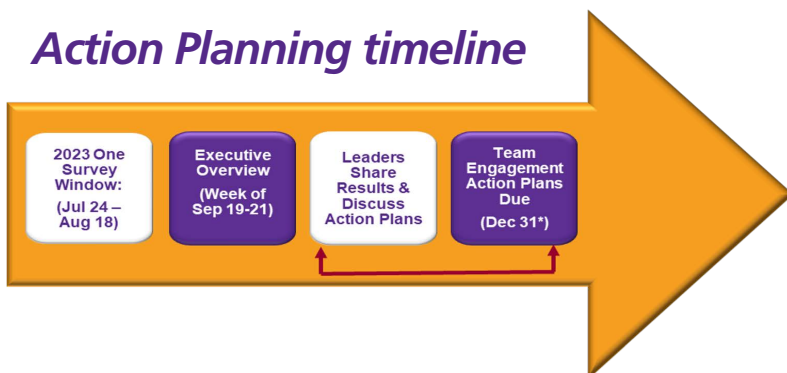 Action Planning timeline
2023 One
Survey
Window:
(Jul 24 –
Aug 18)
Executive
Overview
(Week of
Sep 19-21)
Leaders
Share
Results &
Discuss
Action Plans
Team
Engagement
Action Plans
Due
(Dec 31*)